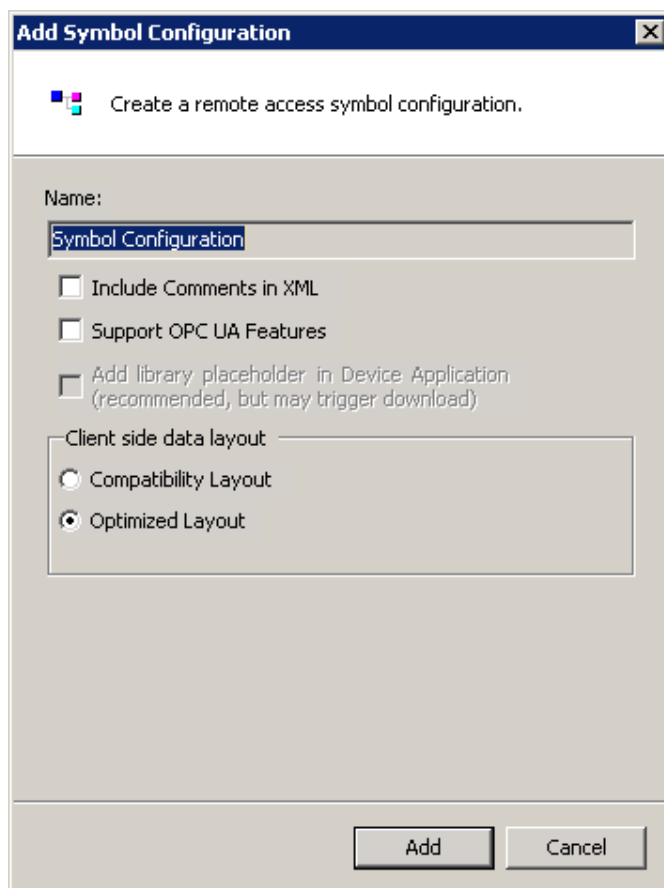 Add Symbol Configuration
Create a remote access symbol configuration.
Name:
Symbol Configuration
Include Comments in XML
Support OPC UA Features
Add library placeholder in Device Application
(recommended, but may trigger download)
Client side data layout
Compatibility Layout
Optimized Layout
Add
Cancel